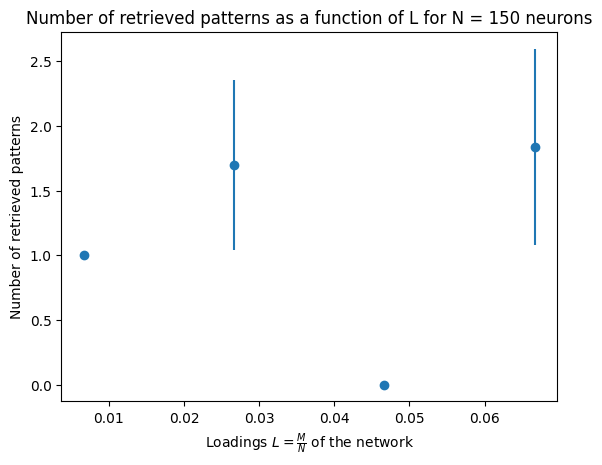 Number of retrieved patterns as a function of L for N = 150 neurons
Number of retrieved patterns
2.5
2.0
1.5
1.0
0.5
0.0
0.01 0.02 0.03 0.04 0.05 0.06
Loadings $L = \frac{M}{N}$ of the network